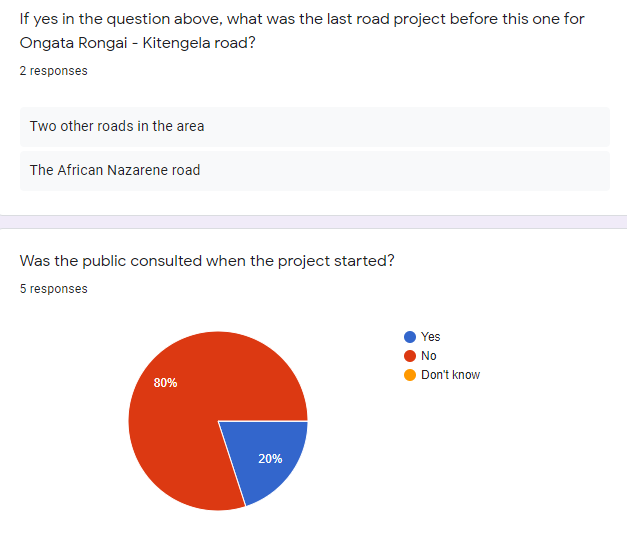 If yes in the question above, what was the last road project before this one for
Ongata Rongai - Kitengela road?
2 responses
Two other roads in the area
The African Nazarene road
Was the public consulted when the project started?
5 responses
Yes
No
Don't know
80%
20%